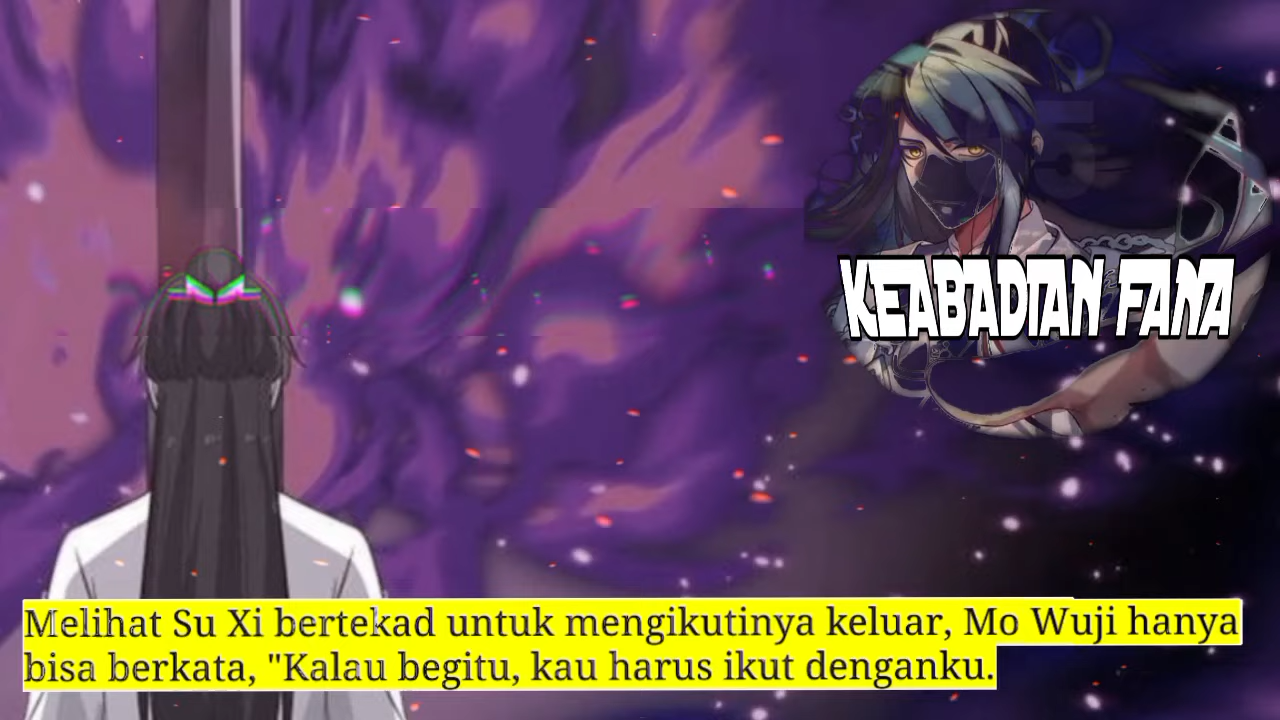 KEABADIAN FANA
Melihat Su Xi bertekad untuk mengikutinya keluar, Mo Wuji hanya
bisa berkata, "Kalau begitu, kau harus ikut denganku.